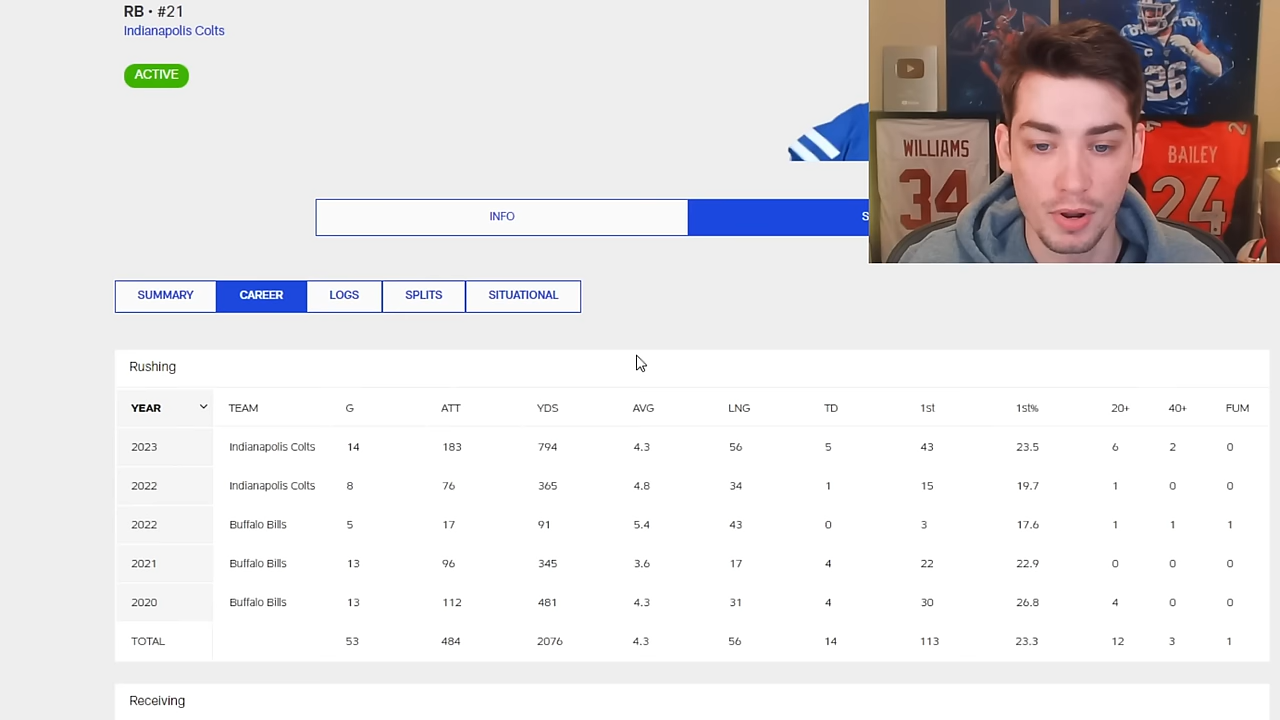 RB • #21
Indianapolis Colts
ACTIVE
INFO
S
SUMMARY CAREER LOGS SPLITS SITUATIONAL
Rushing
YEAR TEAM G ATT YDS AVG LNG TD 1st 1st% 20+ 40+ FUM
2023 Indianapolis Colts 14 183 794 4.3 56 5 43 23.5 6 2 0
2022 Indianapolis Colts 8 76 365 4.8 34 1 15 19.7 1 0 0
2022 Buffalo Bills 5 17 91 5.4 43 0 3 17.6 1 1 1
2021 Buffalo Bills 13 96 345 3.6 17 4 22 22.9 0 0 0
2020 Buffalo Bills 13 112 481 4.3 31 4 30 26.8 4 0 0
TOTAL 53 484 2076 4.3 56 14 113 23.3 12 3 1
Receiving
26
WILLIAMS
34
BAILEY
24
2